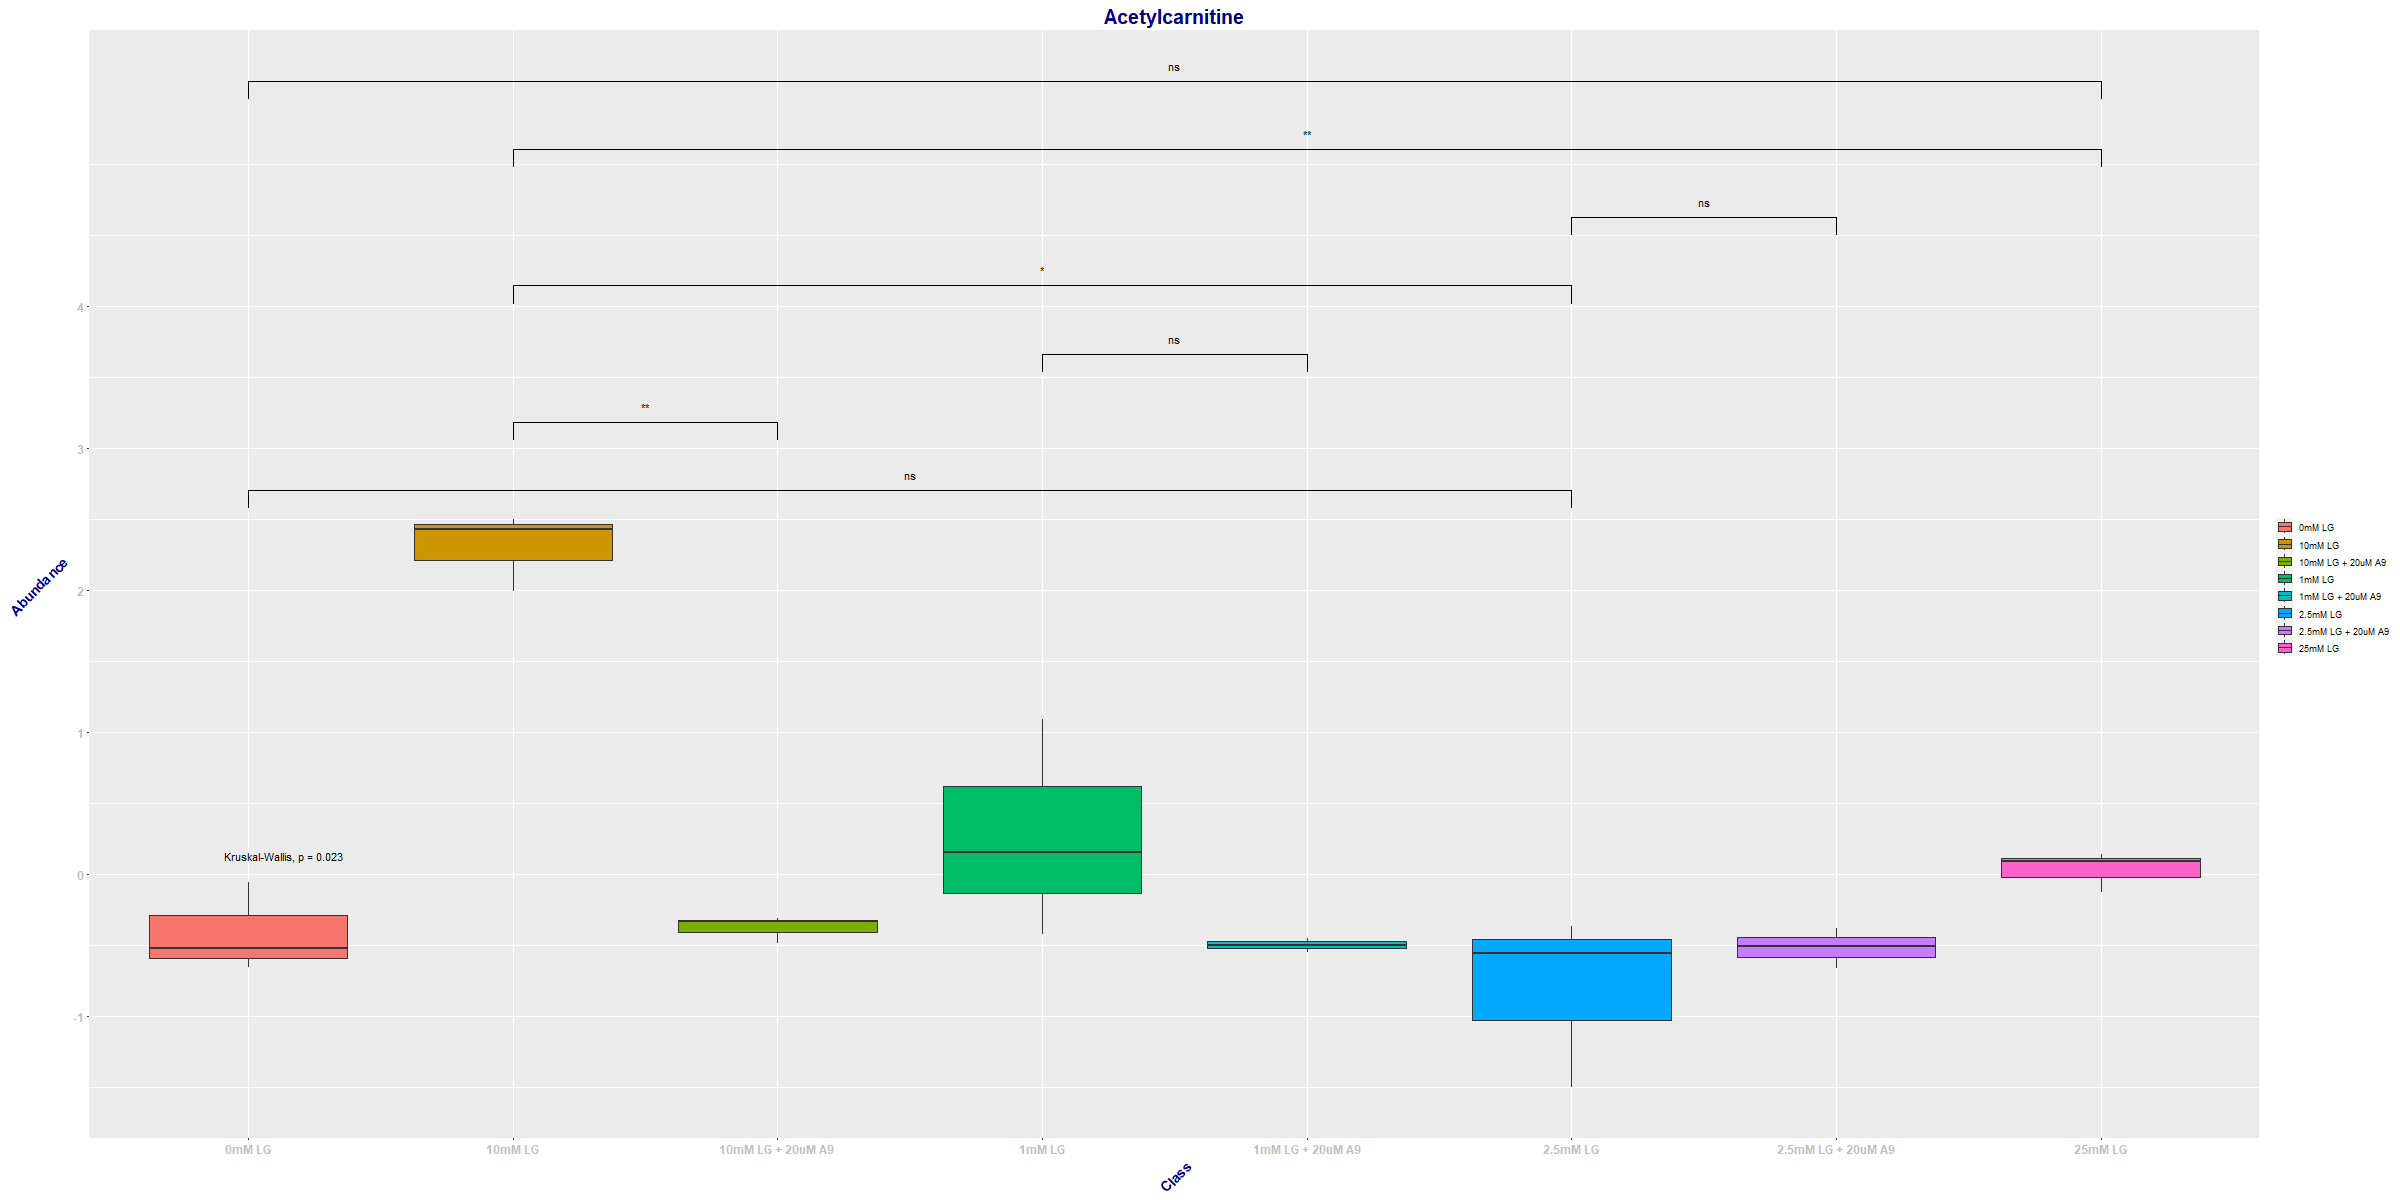 Acetylcarnitine
ns
**
ns
*
ns
**
ns
4
3
2
1
0
-1
Abundance
Kruskal-Wallis, p = 0.023
0mM LG
10mM LG
10mM LG + 20uM A9
1mM LG
1mM LG + 20uM A9
2.5mM LG
2.5mM LG + 20uM A9
25mM LG
Class
0mM LG
10mM LG
10mM LG + 20uM A9
1mM LG
1mM LG + 20uM A9
2.5mM LG
2.5mM LG + 20uM A9
25mM LG